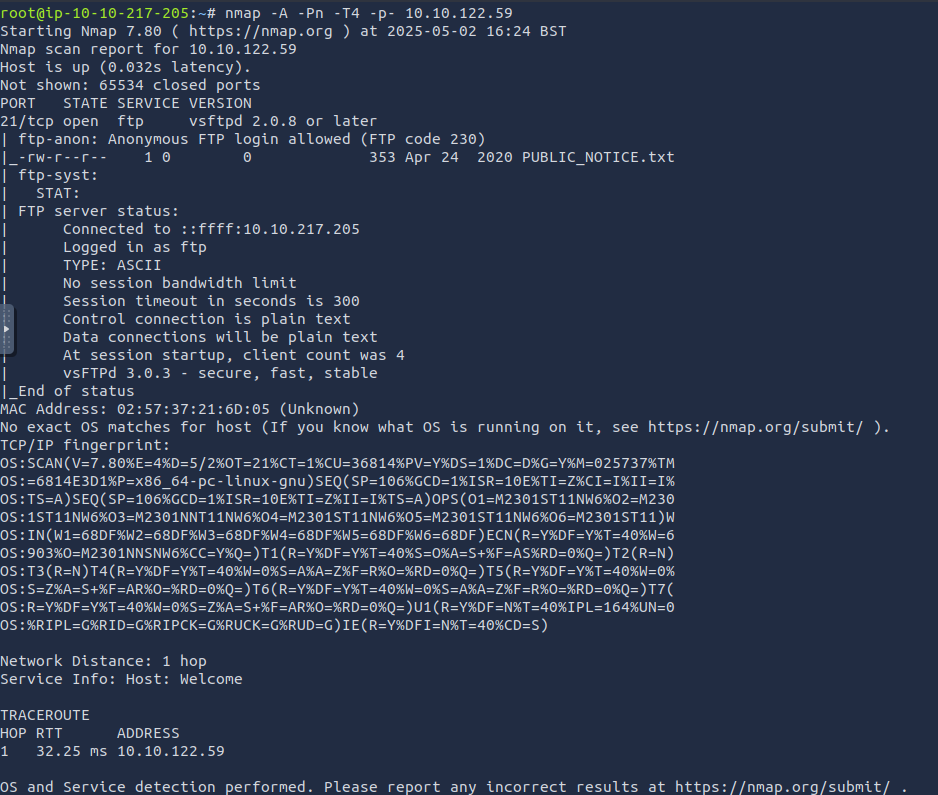 root@ip-10-10-217-205:~# nmap -A -Pn -T4 -p- 10.10.122.59
Starting Nmap 7.80 ( https://nmap.org ) at 2025-05-02 16:24 BST
Nmap scan report for 10.10.122.59
Host is up (0.032s latency).
Not shown: 65534 closed ports
PORT   STATE SERVICE VERSION
21/tcp open  ftp     vsftpd 2.0.8 or later
| ftp-anon: Anonymous FTP login allowed (FTP code 230)
|_-rw-r--r--    1 0        0             353 Apr 24  2020 PUBLIC_NOTICE.txt
| ftp-syst:
|   STAT:
| FTP server status:
|      Connected to ::ffff:10.10.217.205
|      Logged in as ftp
|      TYPE: ASCII
|      No session bandwidth limit
|      Session timeout in seconds is 300
|      Control connection is plain text
|      Data connections will be plain text
|      At session startup, client count was 4
|      vsFTPd 3.0.3 - secure, fast, stable
|_End of status
MAC Address: 02:57:37:21:6D:05 (Unknown)
No exact OS matches for host (If you know what OS is running on it, see https://nmap.org/submit/ ).
TCP/IP fingerprint:
OS:SCAN(V=7.80%E=4%D=5/2%OT=21%CT=1%CU=36814%PV=Y%DS=1%DC=D%G=Y%M=025737%TM
OS:=6814E3D1%P=x86_64-pc-linux-gnu)SEQ(SP=106%GCD=1%ISR=10E%TI=Z%CI=I%II=I%
OS:TS=A)SEQ(SP=106%GCD=1%ISR=10E%TI=Z%II=I%TS=A)OPS(O1=M2301ST11NW6%O2=M230
OS:1ST11NW6%O3=M2301NNT11NW6%O4=M2301ST11NW6%O5=M2301ST11NW6%O6=M2301ST11)W
OS:IN(W1=68DF%W2=68DF%W3=68DF%W4=68DF%W5=68DF%W6=68DF)ECN(R=Y%DF=Y%T=40%W=6
OS:903%O=M2301NNSNW6%CC=Y%Q=)T1(R=Y%DF=Y%T=40%S=O%A=S+%F=AS%RD=0%Q=)T2(R=N)
OS:T3(R=N)T4(R=Y%DF=Y%T=40%W=0%S=A%A=Z%F=R%O=%RD=0%Q=)T5(R=Y%DF=Y%T=40%W=0%
OS:S=Z%A=S+%F=AR%O=%RD=0%Q=)T6(R=Y%DF=Y%T=40%W=0%S=A%A=Z%F=R%O=%RD=0%Q=)T7(
OS:R=Y%DF=Y%T=40%W=0%S=Z%A=S+%F=AR%O=%RD=0%Q=)U1(R=Y%DF=N%T=40%IPL=164%UN=0
OS:%RIPL=G%RID=G%RIPCK=G%RUCK=G%RUD=G)IE(R=Y%DFI=N%T=40%CD=S)
Network Distance: 1 hop
Service Info: Host: Welcome
TRACEROUTE
HOP RTT      ADDRESS
1   32.25 ms 10.10.122.59
OS and Service detection performed. Please report any incorrect results at https://nmap.org/submit/ .